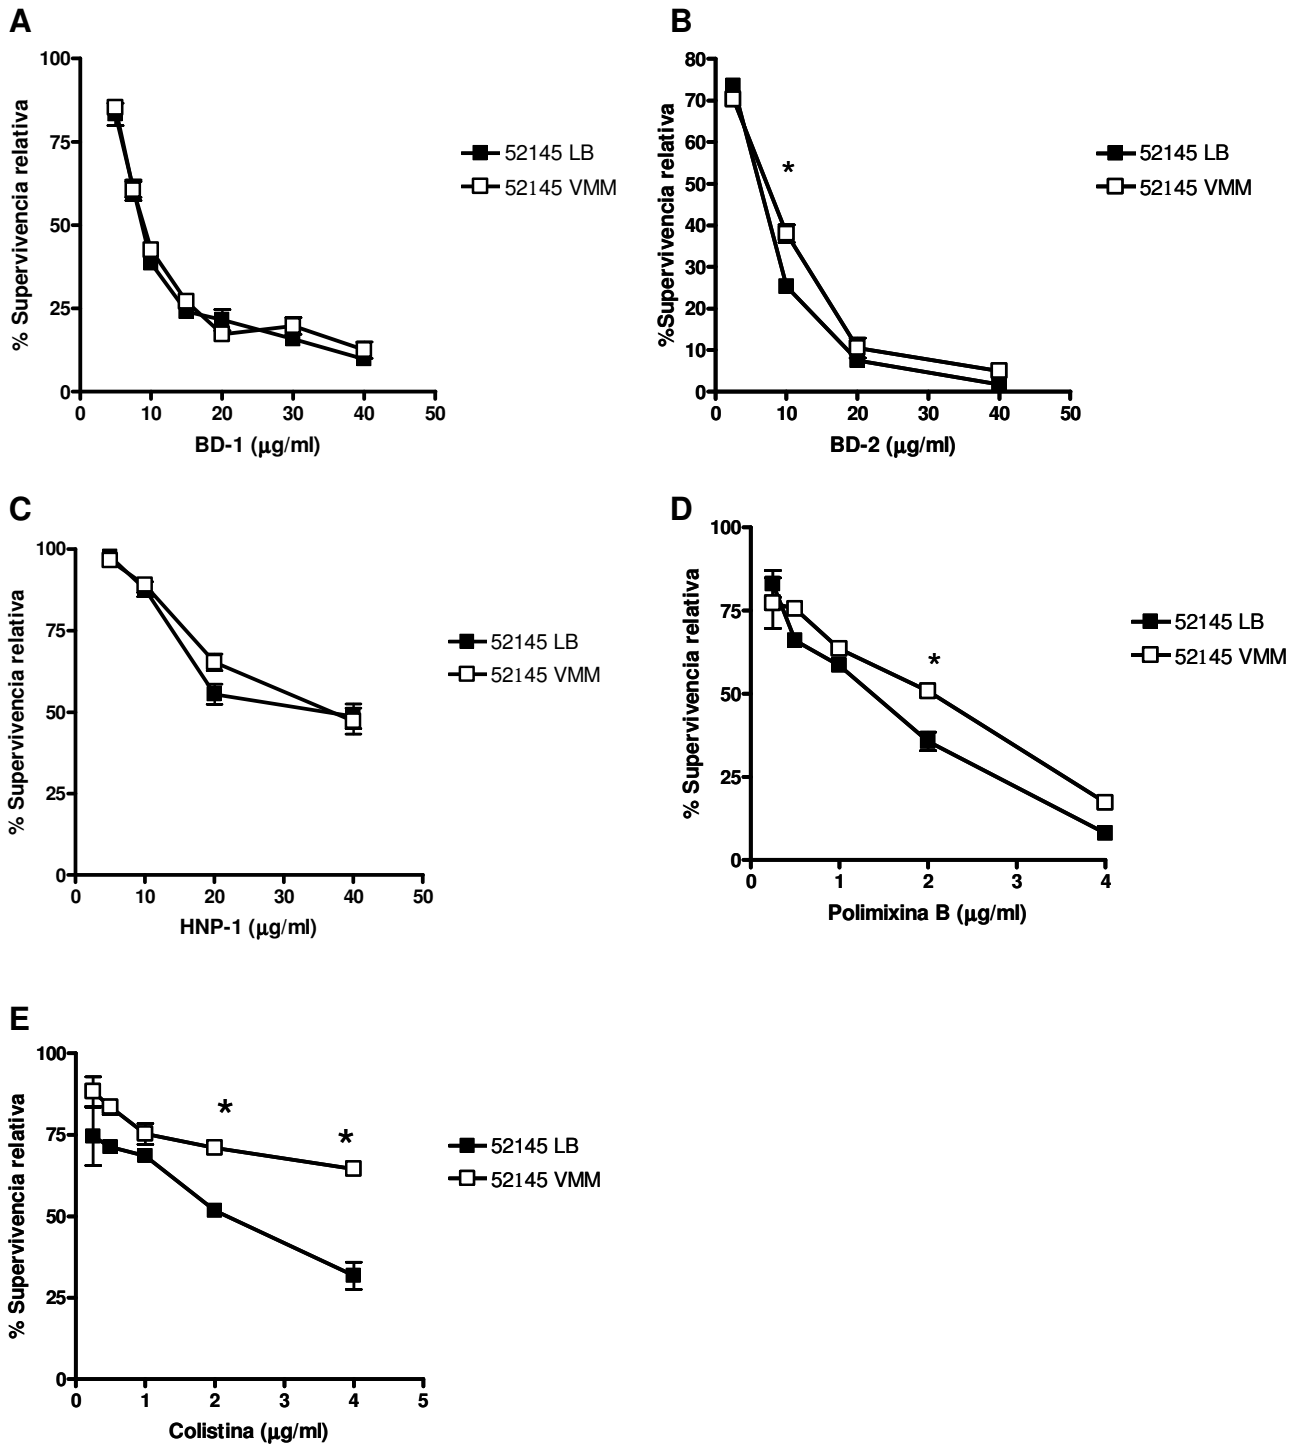 A
100
75
50
25
0
% Supervivencia relativa
0 10 20 30 40 50
BD-1 (µg/ml)
52145 LB
52145 VMM
B
80
70
60
50
40
30
20
10
0
%Supervivencia relativa
*
0 10 20 30 40 50
BD-2 (µg/ml)
52145 LB
52145 VMM
C
100
75
50
25
0
% Supervivencia relativa
0 10 20 30 40 50
HNP-1 (µg/ml)
52145 LB
52145 VMM
D
100
75
50
25
0
% Supervivencia relativa
*
0 1 2 3 4
Polimixina B (µg/ml)
52145 LB
52145 VMM
E
100
75
50
25
0
% Supervivencia relativa
* *
0 1 2 3 4 5
Colistina (µg/ml)
52145 LB
52145 VMM